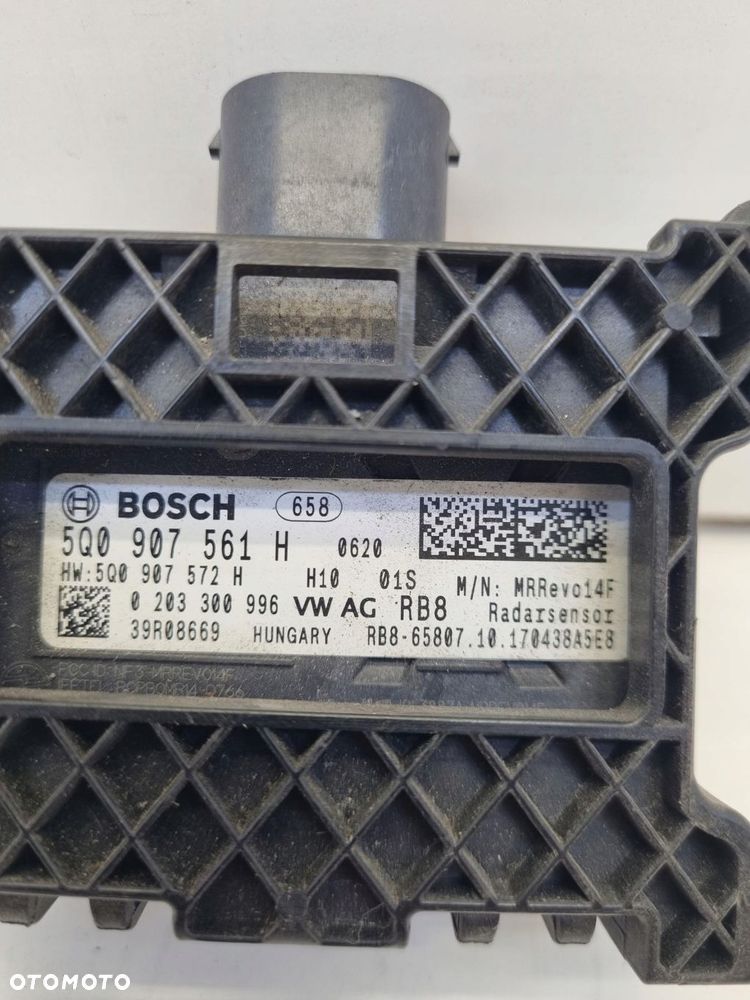 BOSCH 658
5Q0 907 561 H 0620
HW:5Q0 907 572 H H10 01S M/N: MRRevo14F
0 203 300 996 VW AG RB8 Radarsensor
39R08669 HUNGARY RB8-65807.10.170438A5E8
OTOMOTO